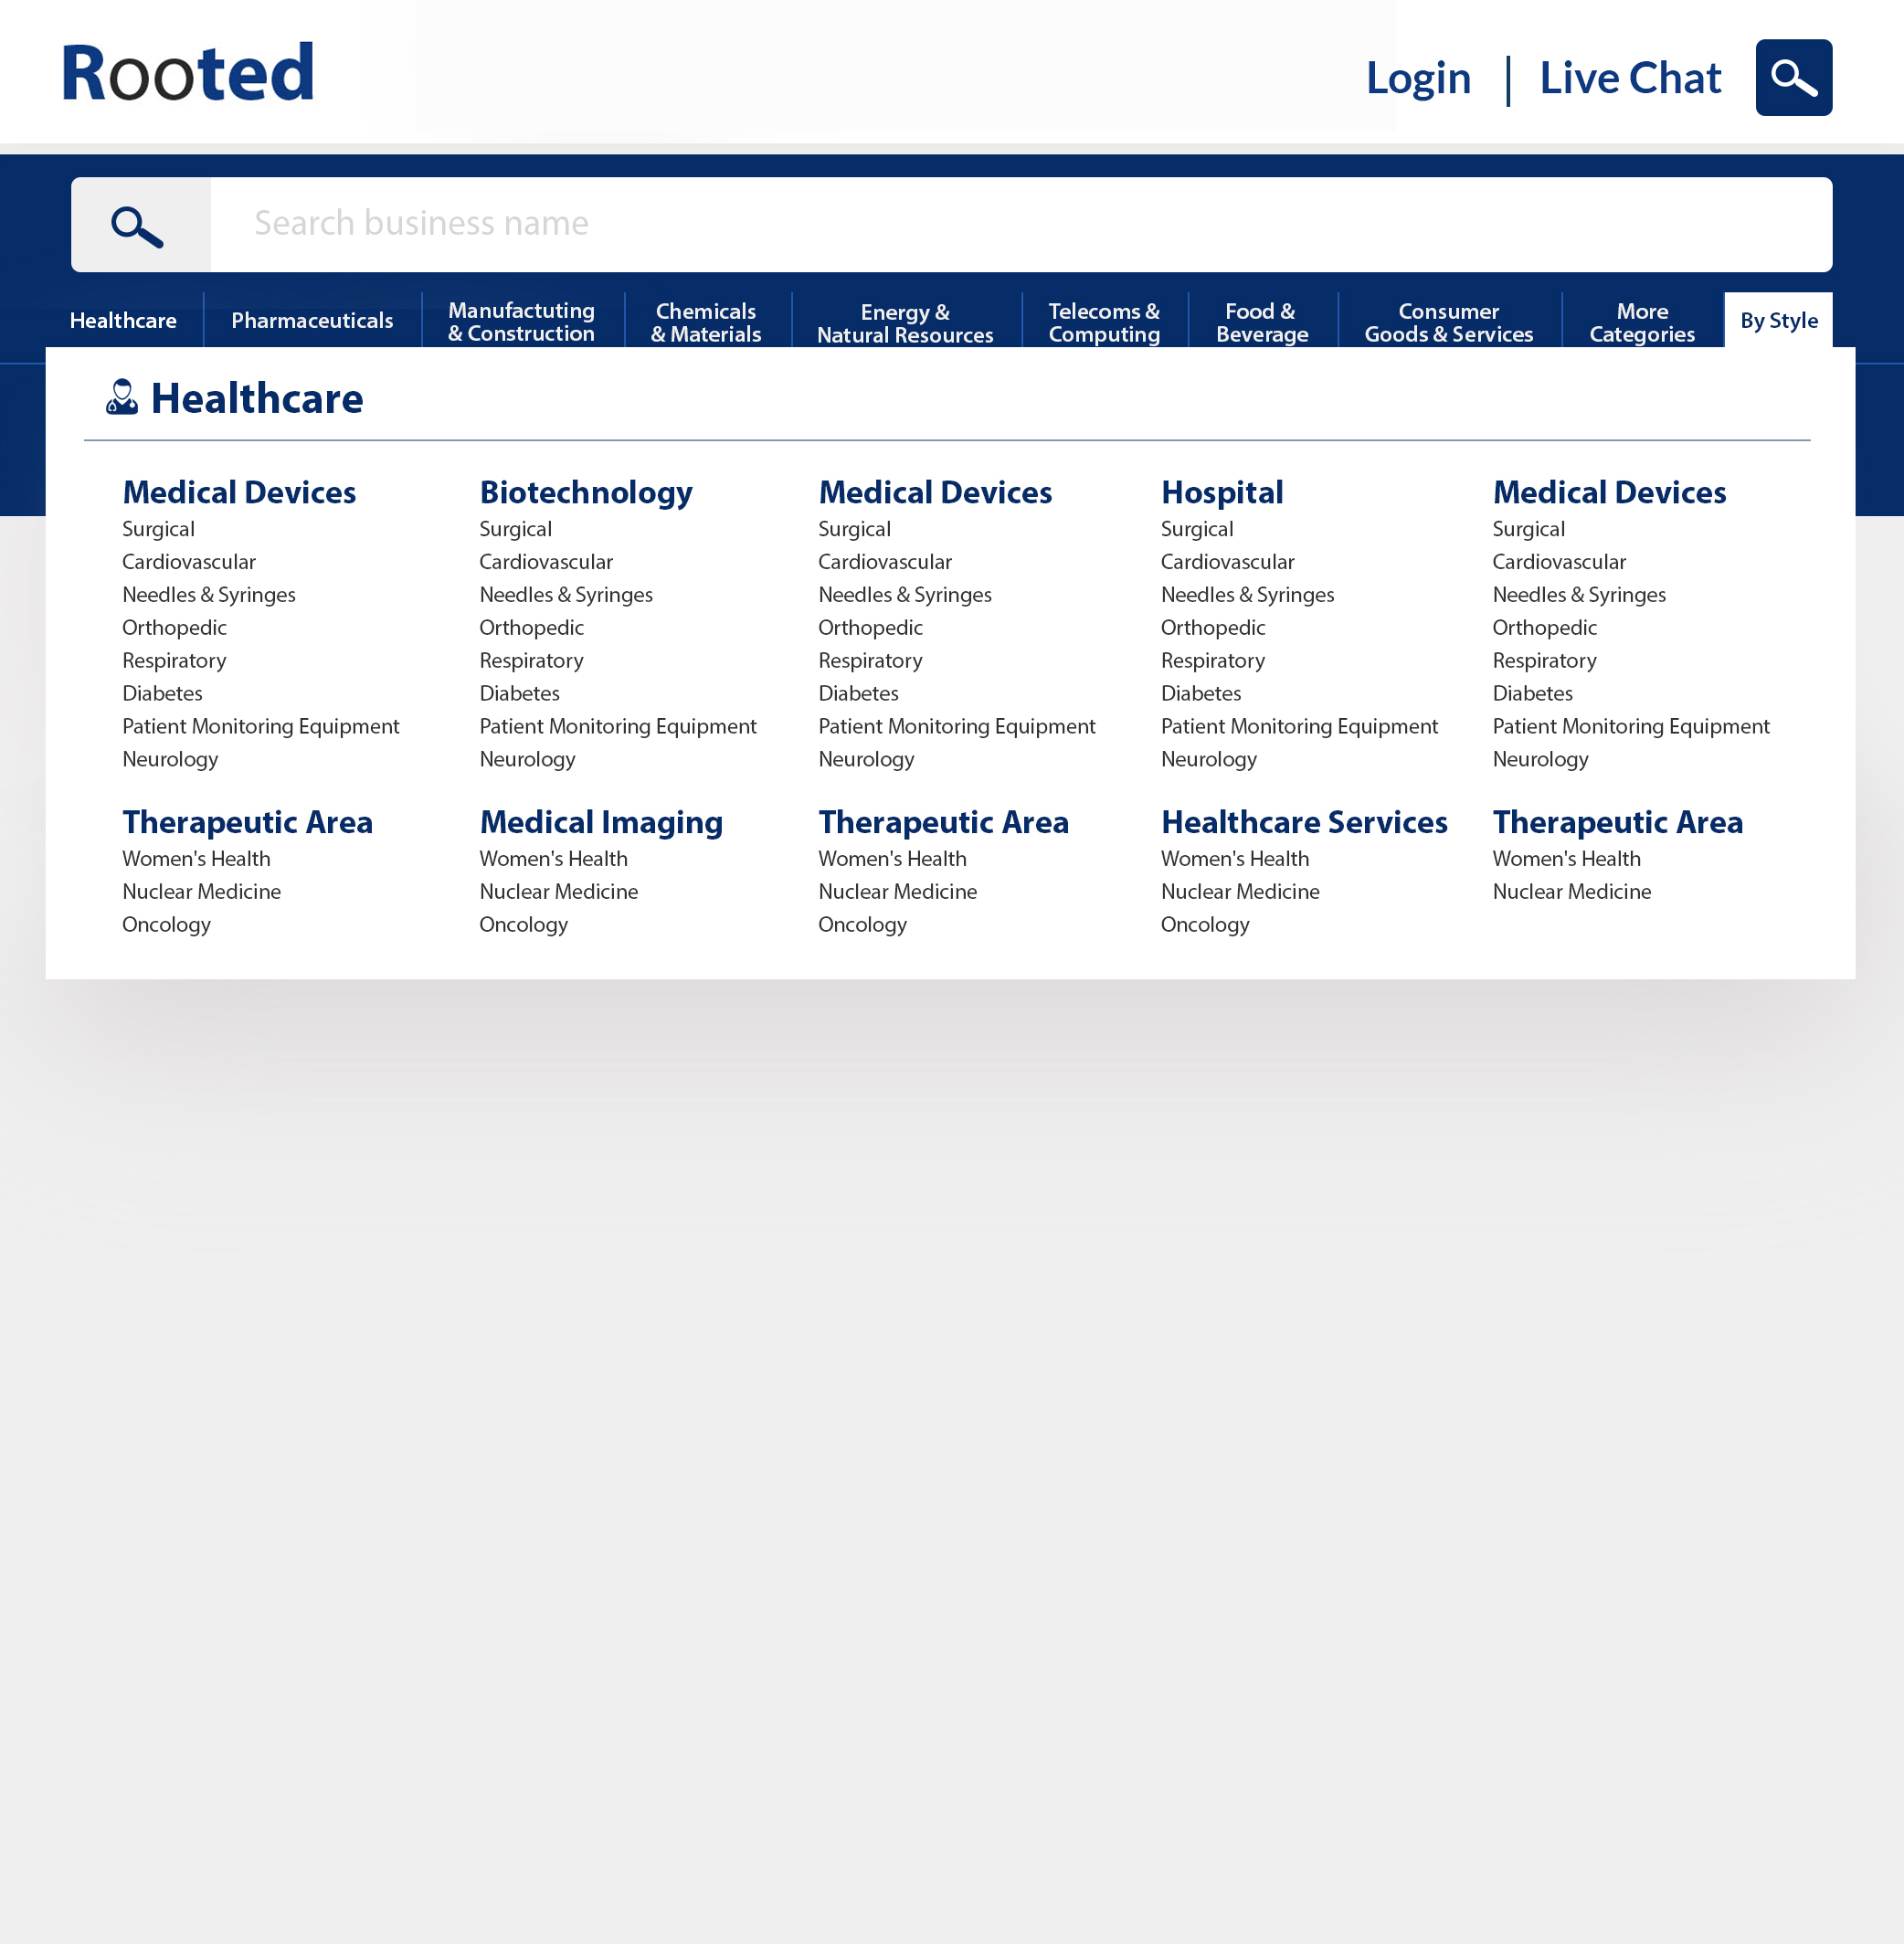 Rooted
Login | Live Chat
Search business name
Healthcare
Pharmaceuticals
Manufactuting
& Construction
Chemicals
& Materials
Energy &
Natural Resources
Telecoms &
Computing
Food &
Beverage
Consumer
Goods & Services
More
Categories
By Style
Healthcare
Medical Devices
Surgical
Cardiovascular
Needles & Syringes
Orthopedic
Respiratory
Diabetes
Patient Monitoring Equipment
Neurology
Therapeutic Area
Women's Health
Nuclear Medicine
Oncology
Biotechnology
Surgical
Cardiovascular
Needles & Syringes
Orthopedic
Respiratory
Diabetes
Patient Monitoring Equipment
Neurology
Medical Imaging
Women's Health
Nuclear Medicine
Oncology
Medical Devices
Surgical
Cardiovascular
Needles & Syringes
Orthopedic
Respiratory
Diabetes
Patient Monitoring Equipment
Neurology
Therapeutic Area
Women's Health
Nuclear Medicine
Oncology
Hospital
Surgical
Cardiovascular
Needles & Syringes
Orthopedic
Respiratory
Diabetes
Patient Monitoring Equipment
Neurology
Healthcare Services
Women's Health
Nuclear Medicine
Oncology
Medical Devices
Surgical
Cardiovascular
Needles & Syringes
Orthopedic
Respiratory
Diabetes
Patient Monitoring Equipment
Neurology
Therapeutic Area
Women's Health
Nuclear Medicine